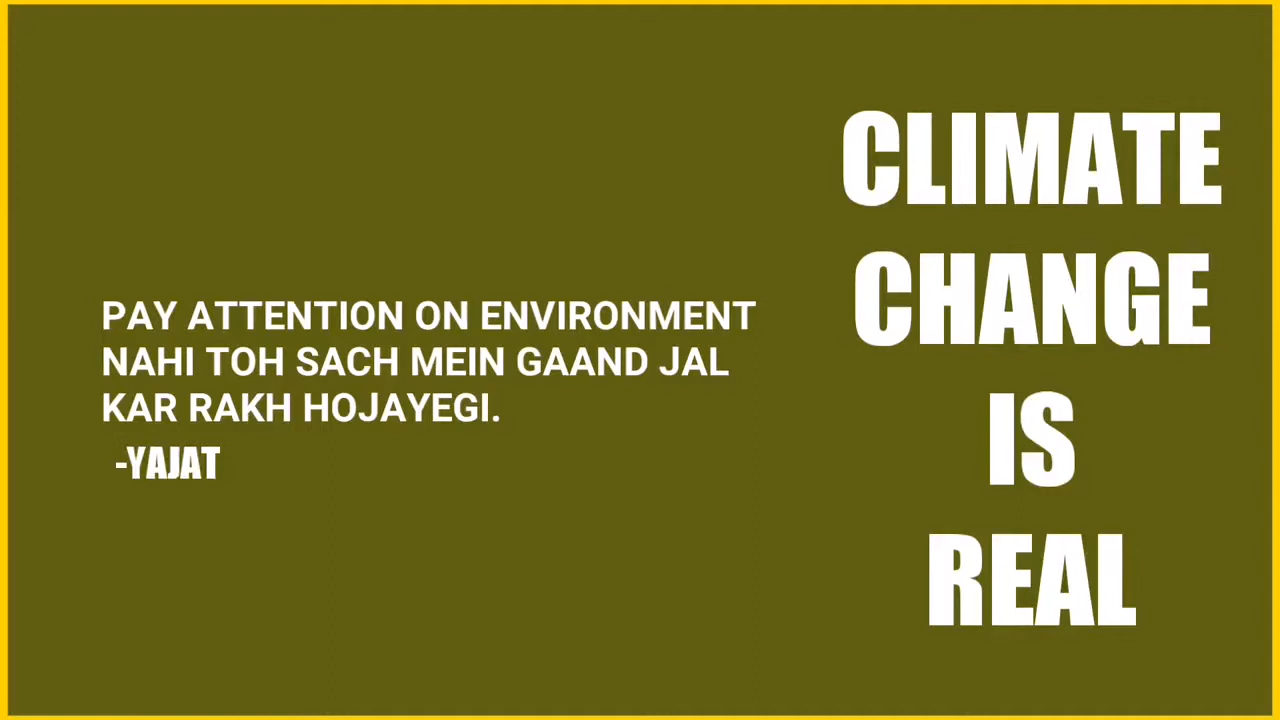 PAY ATTENTION ON ENVIRONMENT
NAHI TOH SACH MEIN GAAND JAL
KAR RAKH HOJAYEGI.
-YAJAT
CLIMATE
CHANGE
IS
REAL